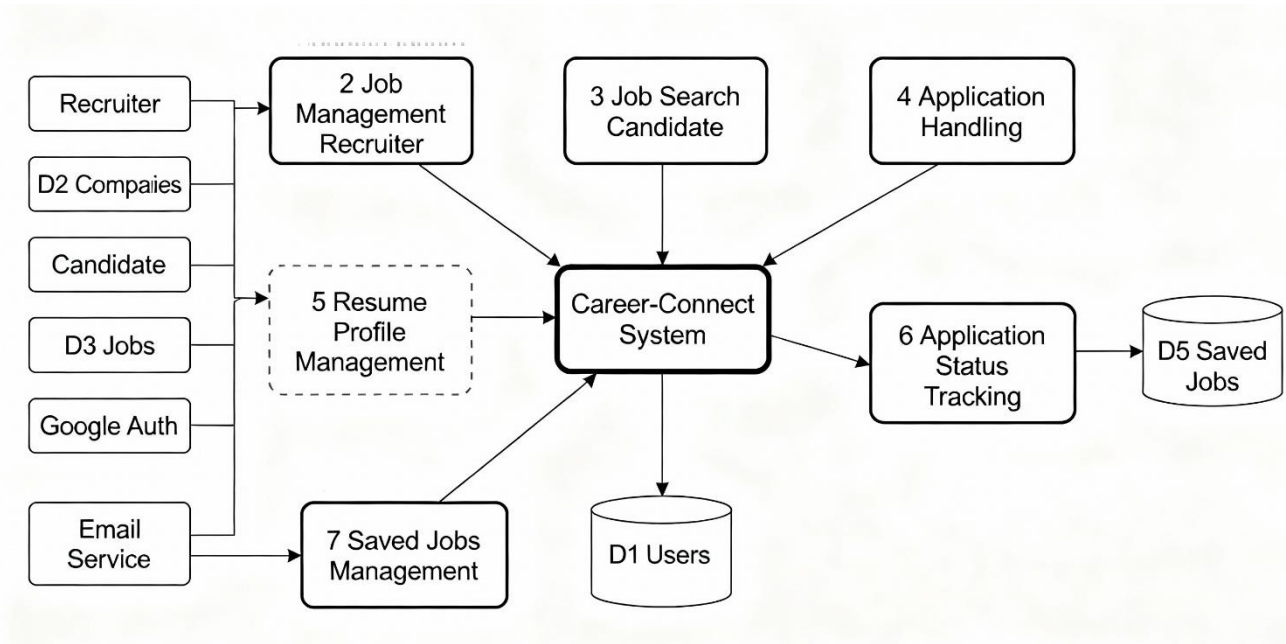 Recruiter
D2 Compaiies
Candidate
D3 Jobs
Google Auth
Email
Service
2 Job
Management
Recruiter
3 Job Search
Candidate
4 Application
Handling
5 Resume
Profile
Management
Career-Connect
System
6 Application
Status
Tracking
D5 Saved
Jobs
7 Saved Jobs
Management
D1 Users